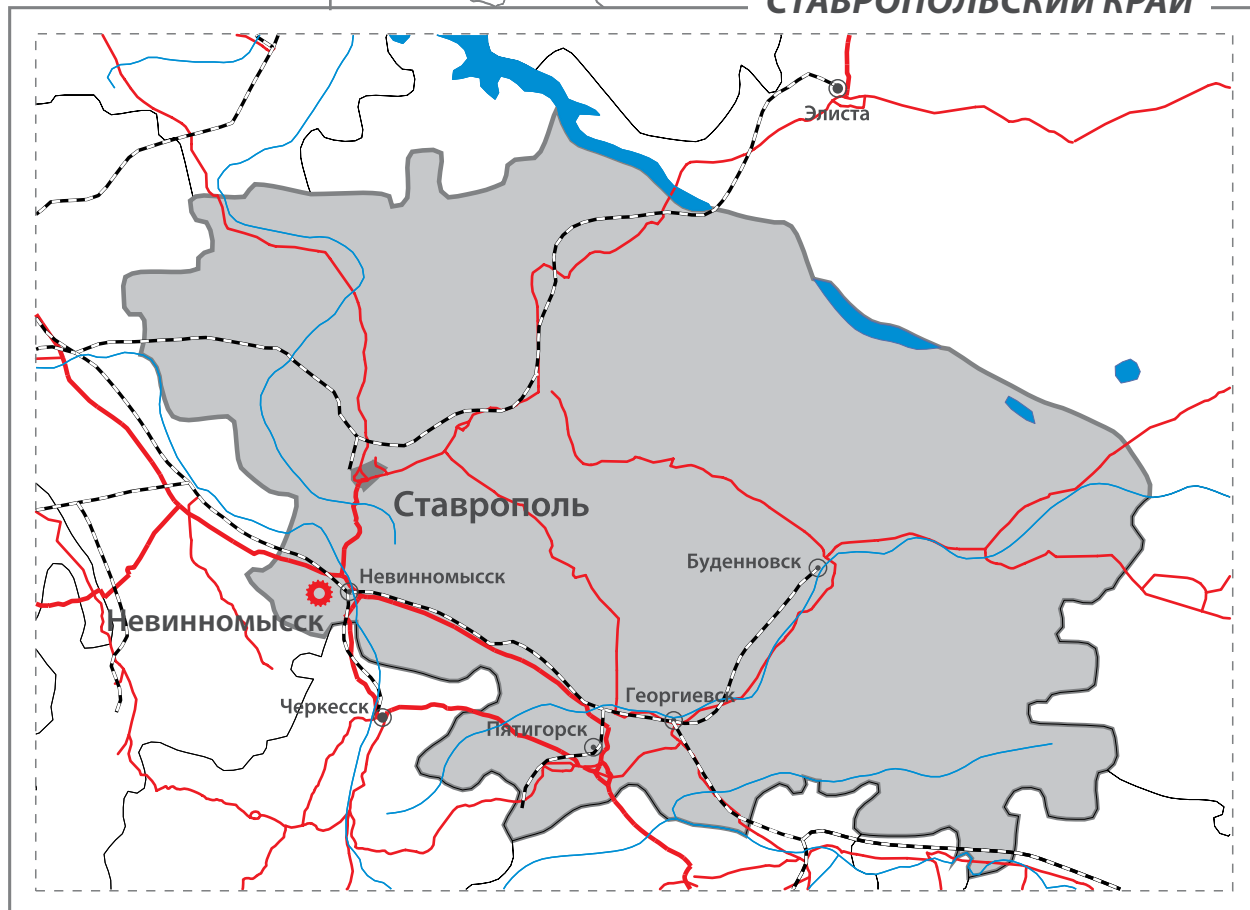 СТАВРОПОЛЬСКИЙ КРАЙ
Элиста
Ставрополь
Буденновск
Невинномысск
Невинномысск
Георгиевск
Черкесск
Пятигорск